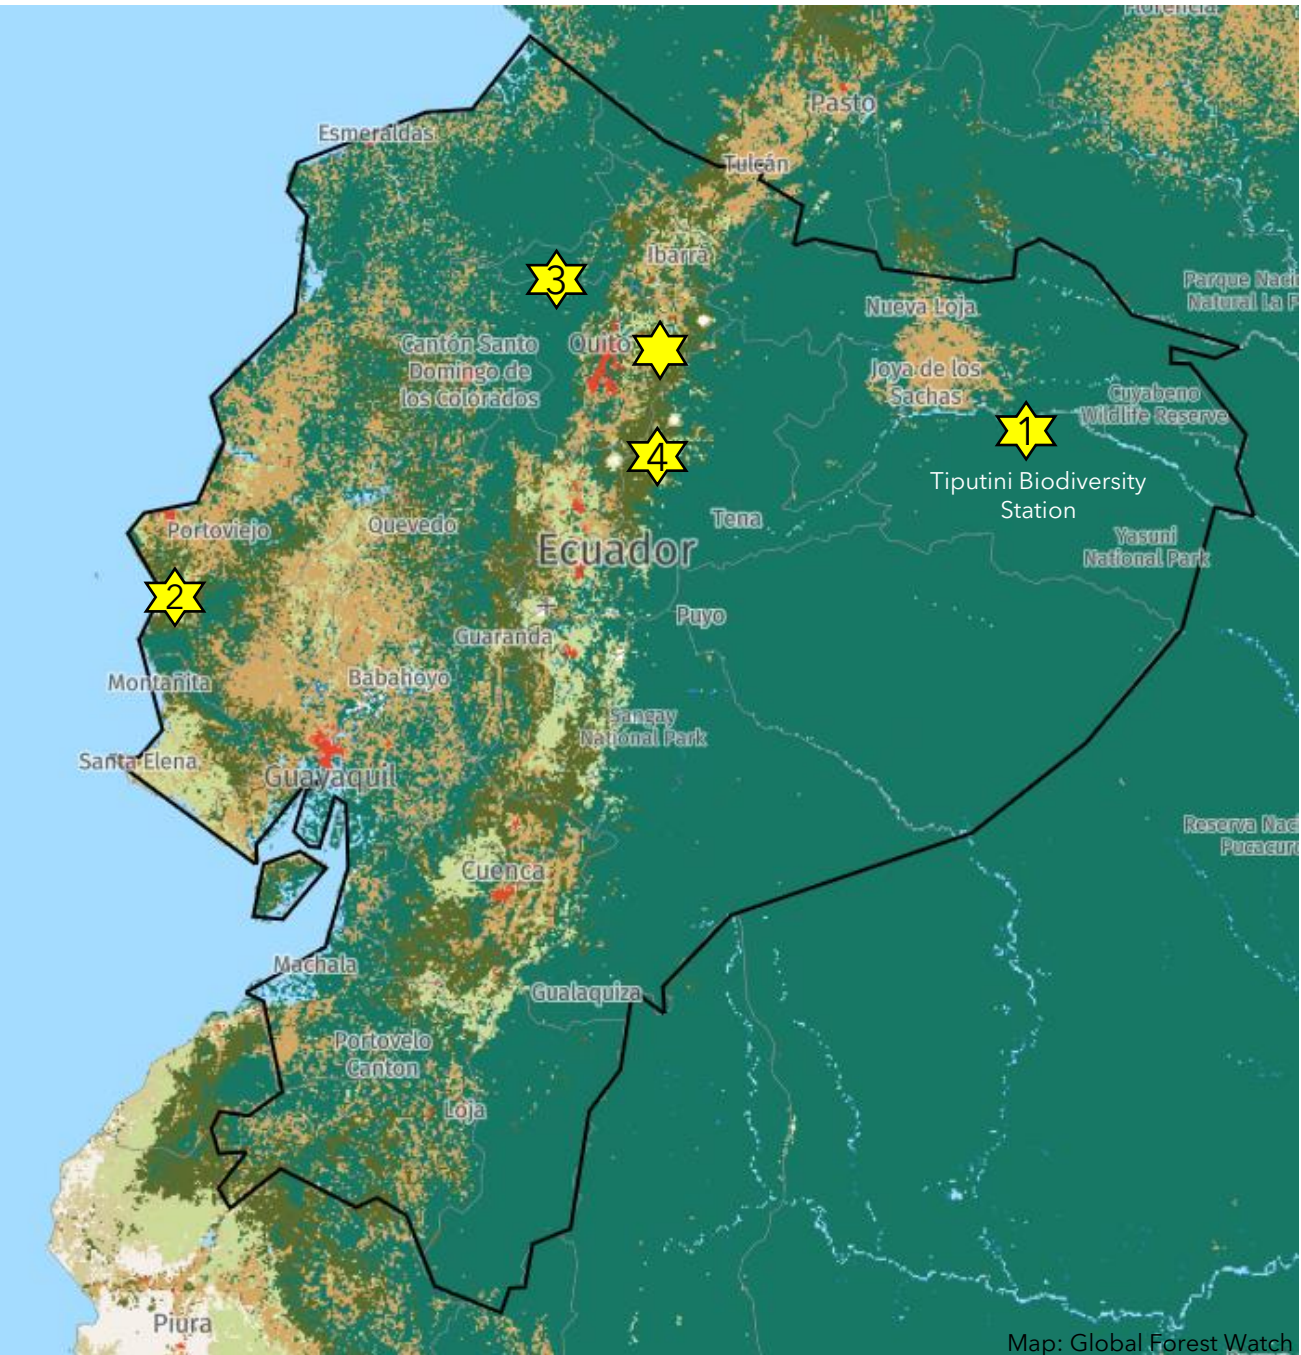 Florencia
Pasto
Esmeraldas
Tulcán
Ibarra
3
Parque Naci
Natural La P
Nueva Loja
Quito
Cantón Santo
Domingo de
los Colorados
Joya de los
Sachas
Cuyabeno
Wildlife Reserve
1
4
Tiputini Biodiversity
Station
Portoviejo
Quevedo
Tena
Ecuador
Yasuni
National Park
2
Guaranda
Puyo
Montañita
Babahoyo
Sangay
National Park
Santa Elena
Guayaquil
Reserva Naci
Pucacuro
Cuenca
Machala
Gualaquiza
Portovelo
Canton
Loja
Piura
Map: Global Forest Watch